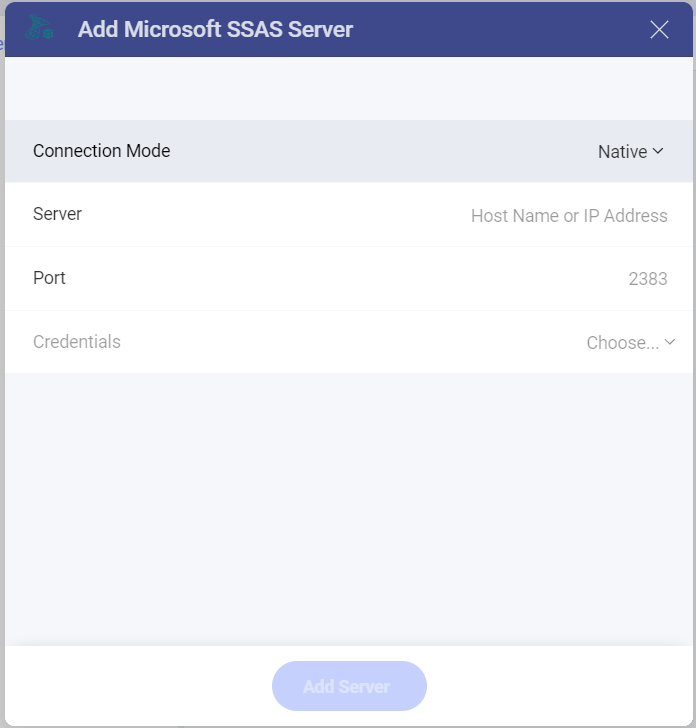 Add Microsoft SSAS Server
Connection Mode Native
Server Host Name or IP Address
Port 2383
Credentials Choose...
Add Server